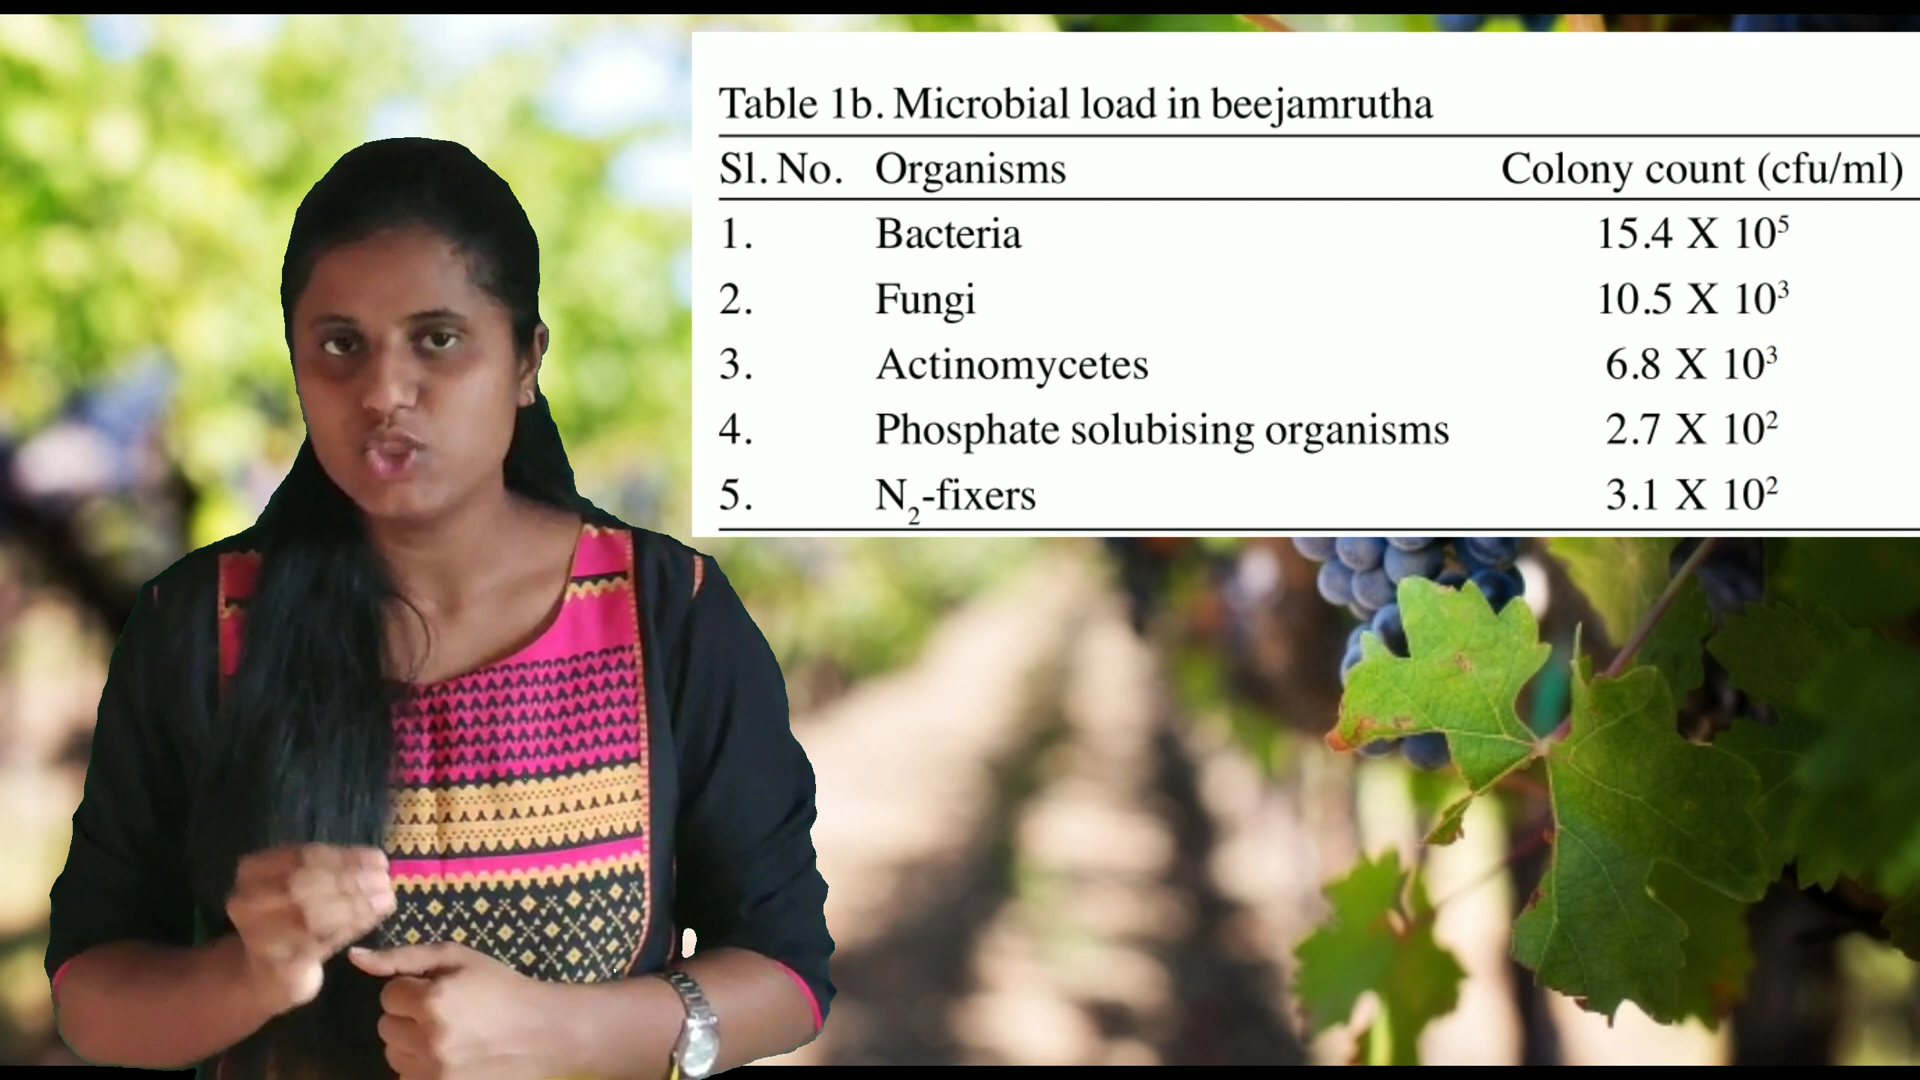 Table 1b. Microbial load in beejamrutha
Sl. No. Organisms Colony count (cfu/ml)
1. Bacteria 15.4 X 10⁵
2. Fungi 10.5 X 10³
3. Actinomycetes 6.8 X 10³
4. Phosphate solubising organisms 2.7 X 10²
5. N₂-fixers 3.1 X 10²